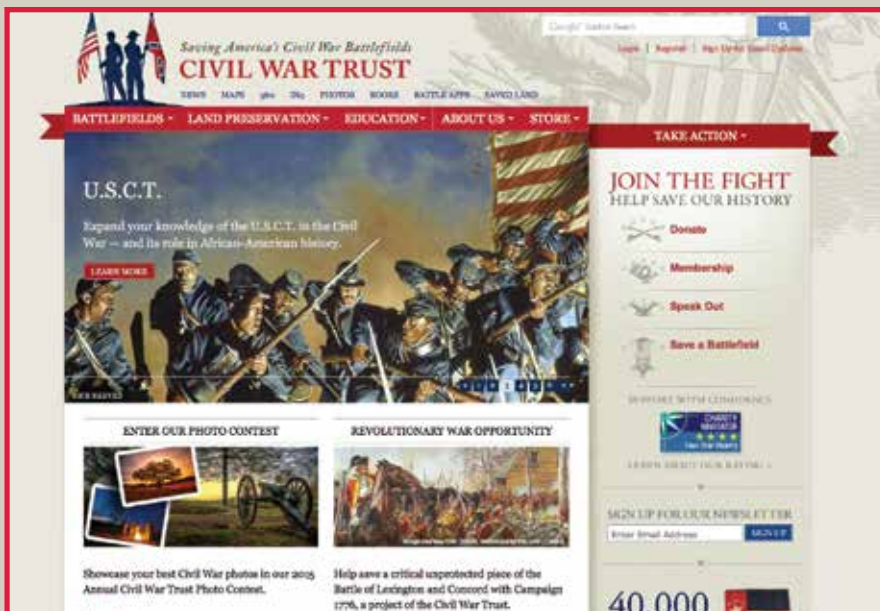 Saving America's Civil War Battlefields
CIVIL WAR TRUST
Login | Register | Sign Up for Email Updates
NEWS MAPS 360 PHOTOS BOOKS BATTLE APPS SAVED LAND
BATTLEFIELDS LAND PRESERVATION EDUCATION ABOUT US STORE
TAKE ACTION
U.S.C.T.
Expand your knowledge of the U.S.C.T. in the Civil
War — and its role in African-American history.
LEARN MORE
JOIN THE FIGHT
HELP SAVE OUR HISTORY
Donate
Membership
Speak Out
Save a Battlefield
SUPPORT WITH CONFIDENCE
CHARITY
NAVIGATOR
LEARN ABOUT OUR RATING
SIGN UP FOR OUR NEWSLETTER
Enter Email Address
SIGN UP
40,000
ENTER OUR PHOTO CONTEST
Showcase your best Civil War photos in our 2015
Annual Civil War Trust Photo Contest.
REVOLUTIONARY WAR OPPORTUNITY
Help save a critical unprotected piece of the
Battle of Lexington and Concord with Campaign
1776, a project of the Civil War Trust.